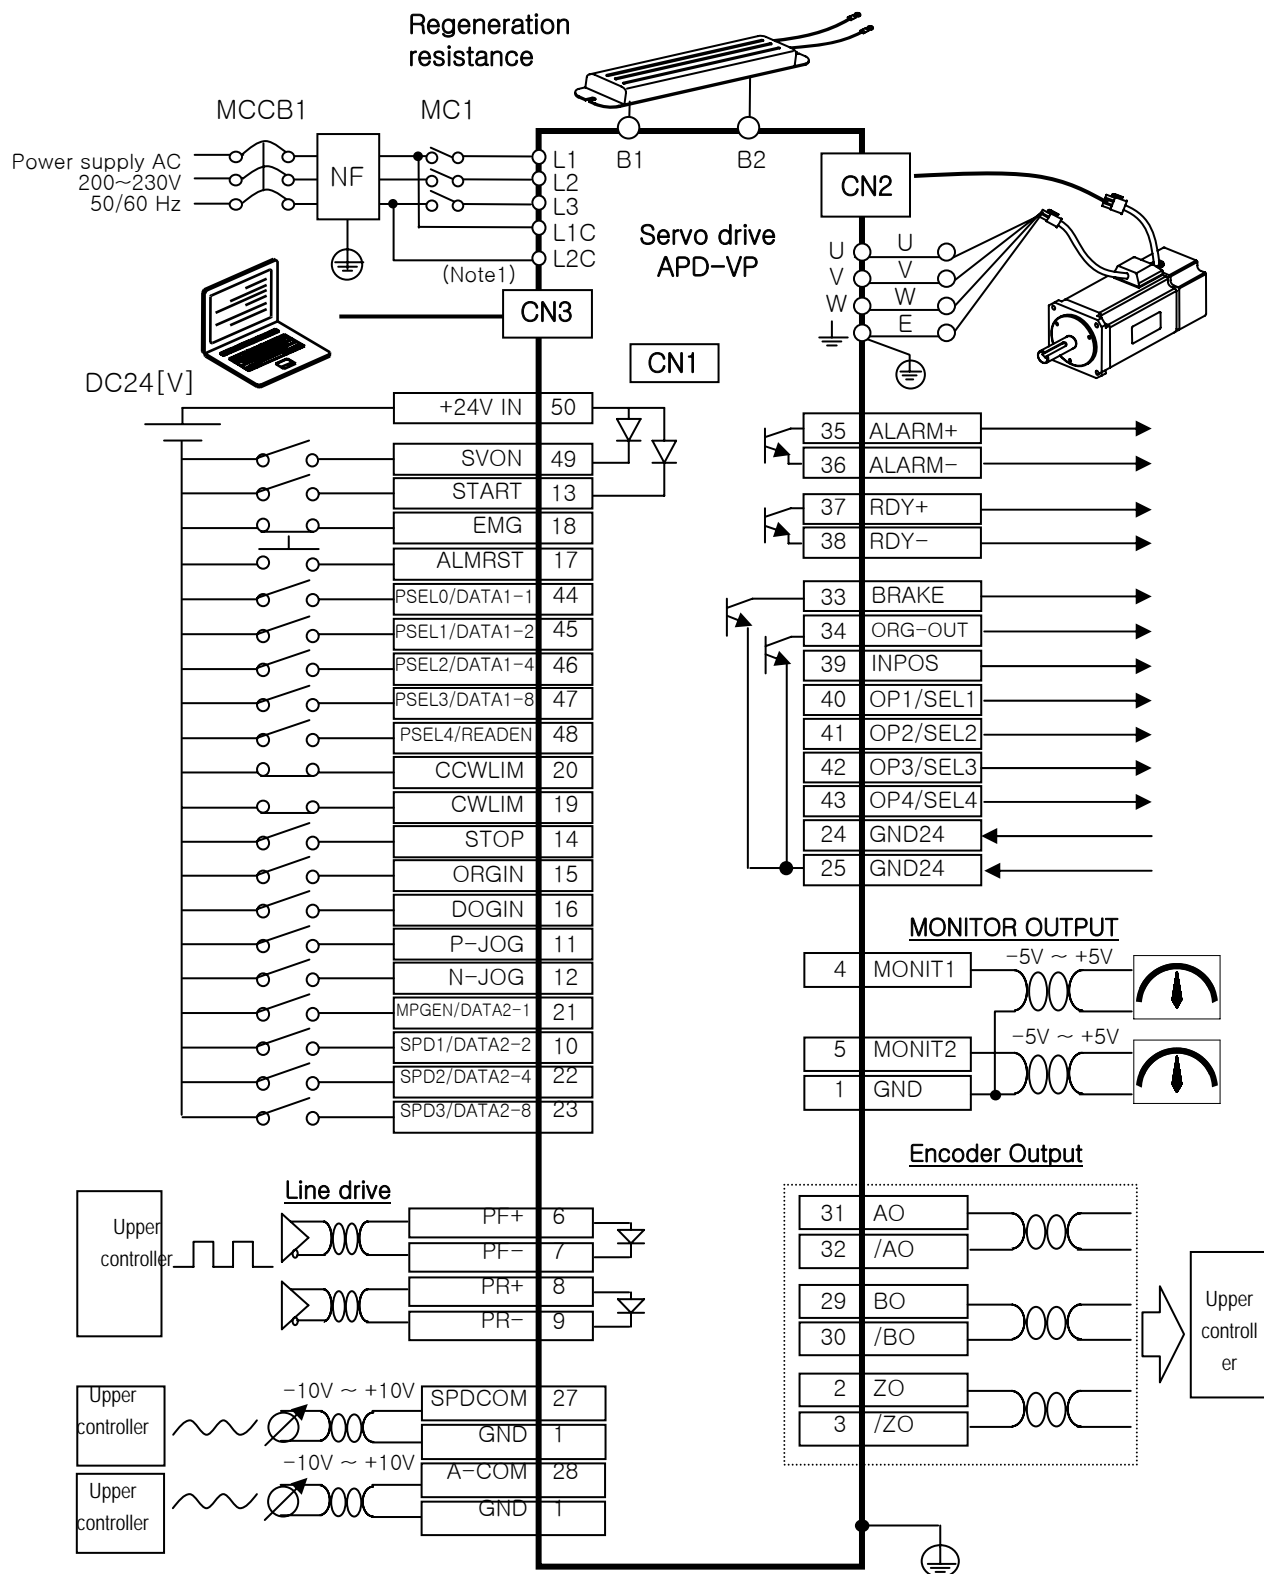 Regeneration
resistance
MCCB1
MC1
Power supply AC
200~230V
50/60 Hz
NF
L1
L2
L3
L1C
L2C
(Note1)
B1
B2
CN2
Servo drive
APD-VP
U
V
W
U
V
W
E
CN3
CN1
DC24[V]
+24V IN 50
SVON 49
START 13
EMG 18
ALMRST 17
PSEL0/DATA1-1 44
PSEL1/DATA1-2 45
PSEL2/DATA1-4 46
PSEL3/DATA1-8 47
PSEL4/READEN 48
CCWLIM 20
CWLIM 19
STOP 14
ORGIN 15
DOGIN 16
P-JOG 11
N-JOG 12
MPGEN/DATA2-1 21
SPD1/DATA2-2 10
SPD2/DATA2-4 22
SPD3/DATA2-8 23
35 ALARM+
36 ALARM-
37 RDY+
38 RDY-
33 BRAKE
34 ORG-OUT
39 INPOS
40 OP1/SEL1
41 OP2/SEL2
42 OP3/SEL3
43 OP4/SEL4
24 GND24
25 GND24
MONITOR OUTPUT
4 MONIT1
-5V ~ +5V
5 MONIT2
-5V ~ +5V
1 GND
Line drive
Upper
controller
PF+ 6
PF- 7
PR+ 8
PR- 9
Upper
controller
-10V ~ +10V
SPDCOM 27
GND 1
Upper
controller
-10V ~ +10V
A-COM 28
GND 1
Encoder Output
31 AO
32 /AO
29 BO
30 /BO
2 ZO
3 /ZO
Upper
controll
er